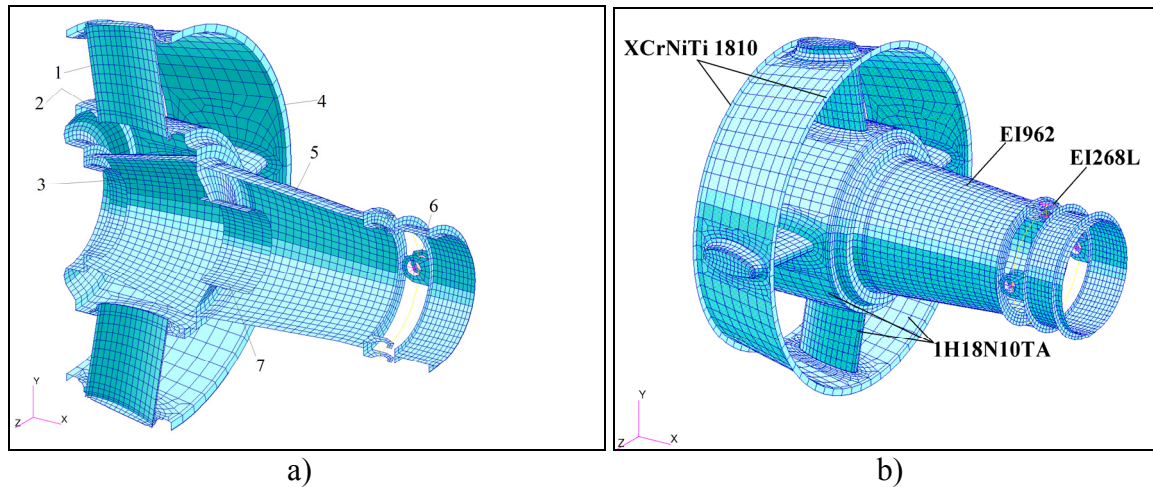 1
2
3
4
5
6
7
Y
Z
X
a)
XCrNiTi 1810
EI962
EI268L
1H18N10TA
Y
Z
X
b)